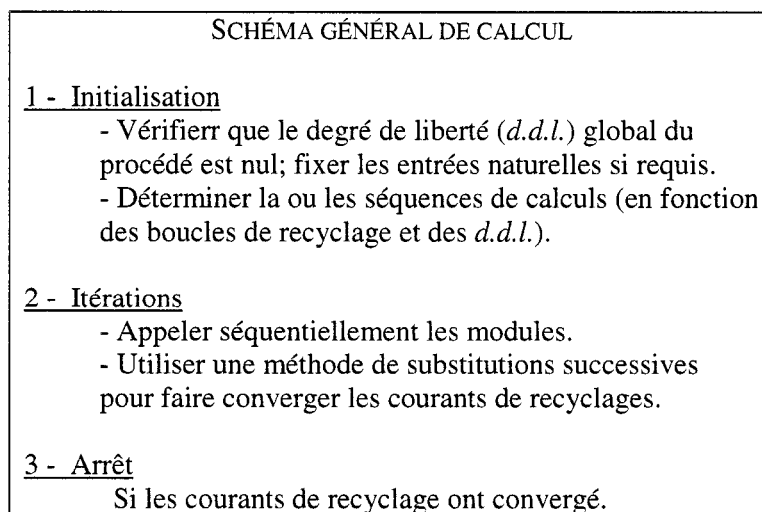 SCHÉMA GÉNÉRAL DE CALCUL
1 - Initialisation
- Vérifierr que le degré de liberté (d.d.l.) global du
procédé est nul; fixer les entrées naturelles si requis.
- Déterminer la ou les séquences de calculs (en fonction
des boucles de recyclage et des d.d.l.).
2 - Itérations
- Appeler séquentiellement les modules.
- Utiliser une méthode de substitutions successives
pour faire converger les courants de recyclages.
3 - Arrêt
Si les courants de recyclage ont convergé.